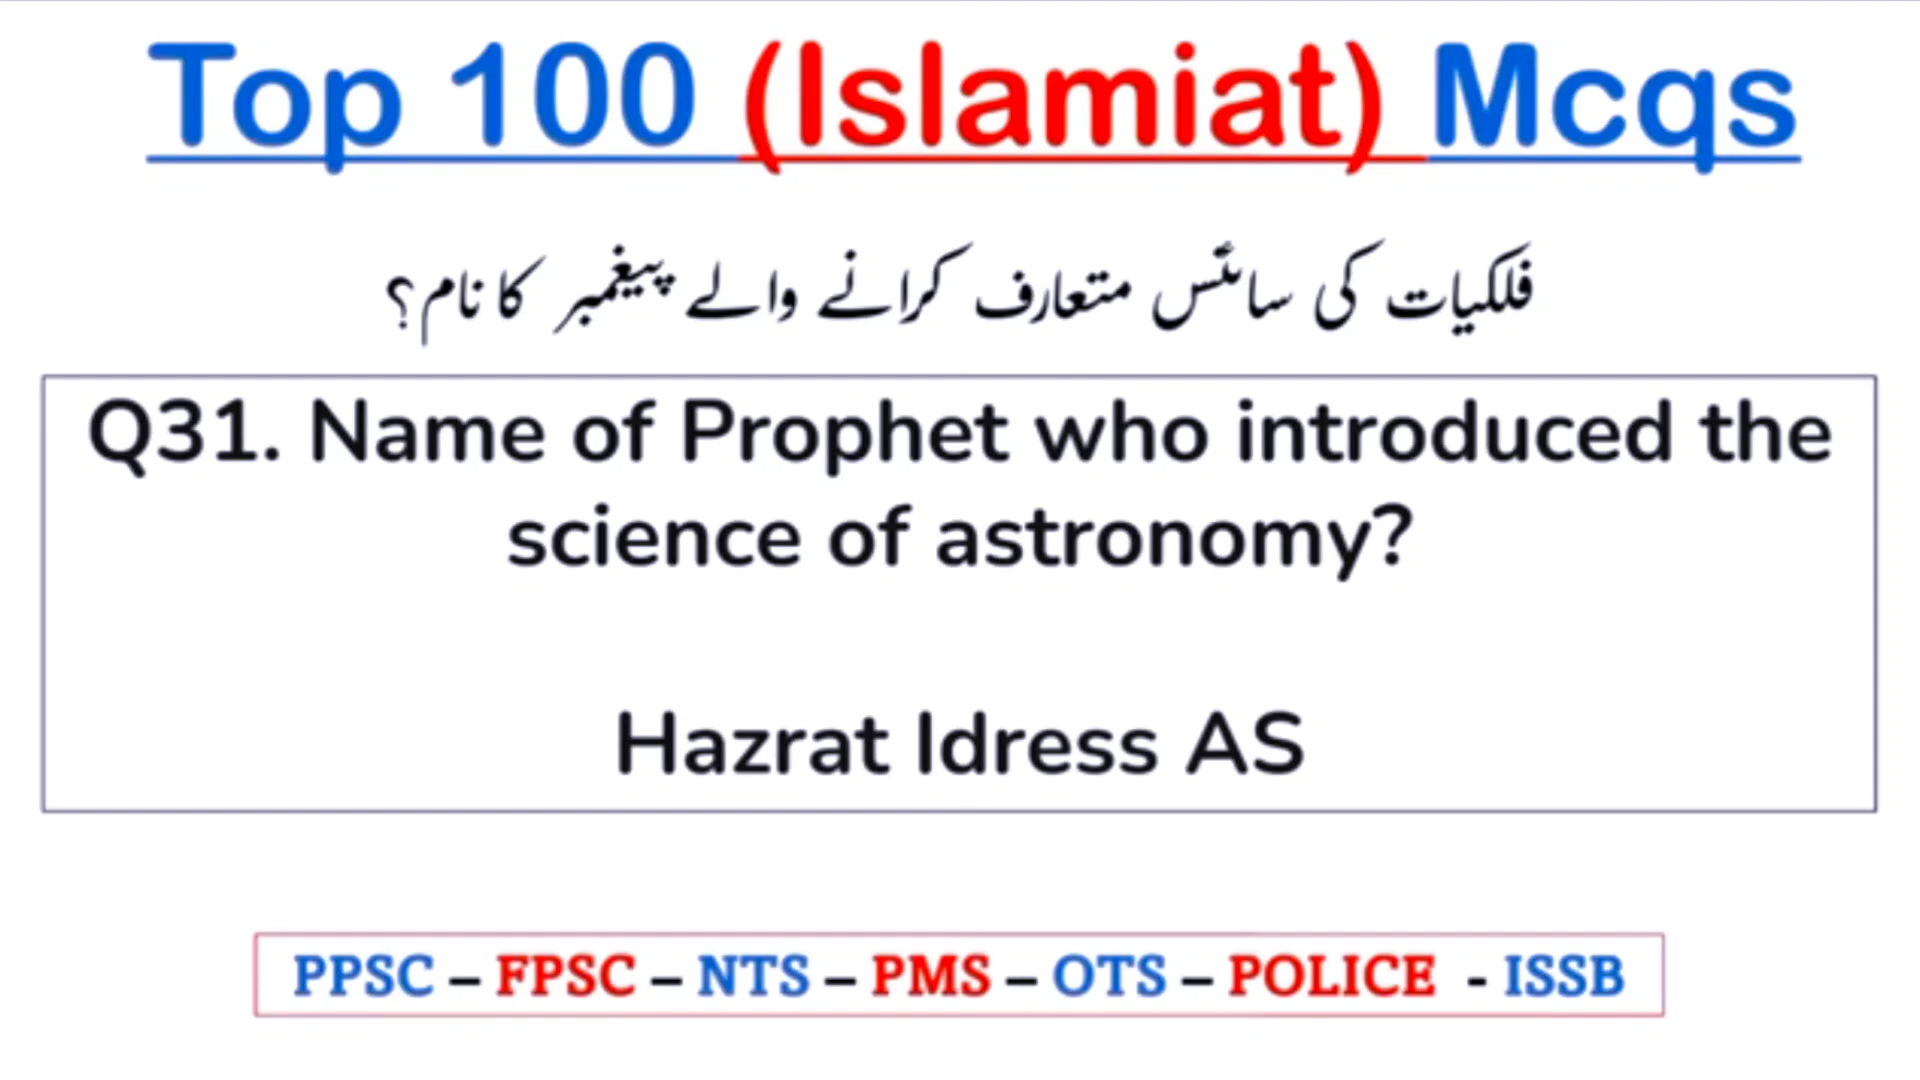 Top 100 (Islamiat) Mcqs
فلکیات کی سائنس متعارف کرانے والے پیغمبر کا نام؟
Q31. Name of Prophet who introduced the
science of astronomy?
Hazrat Idress AS
PPSC – FPSC – NTS – PMS – OTS – POLICE - ISSB